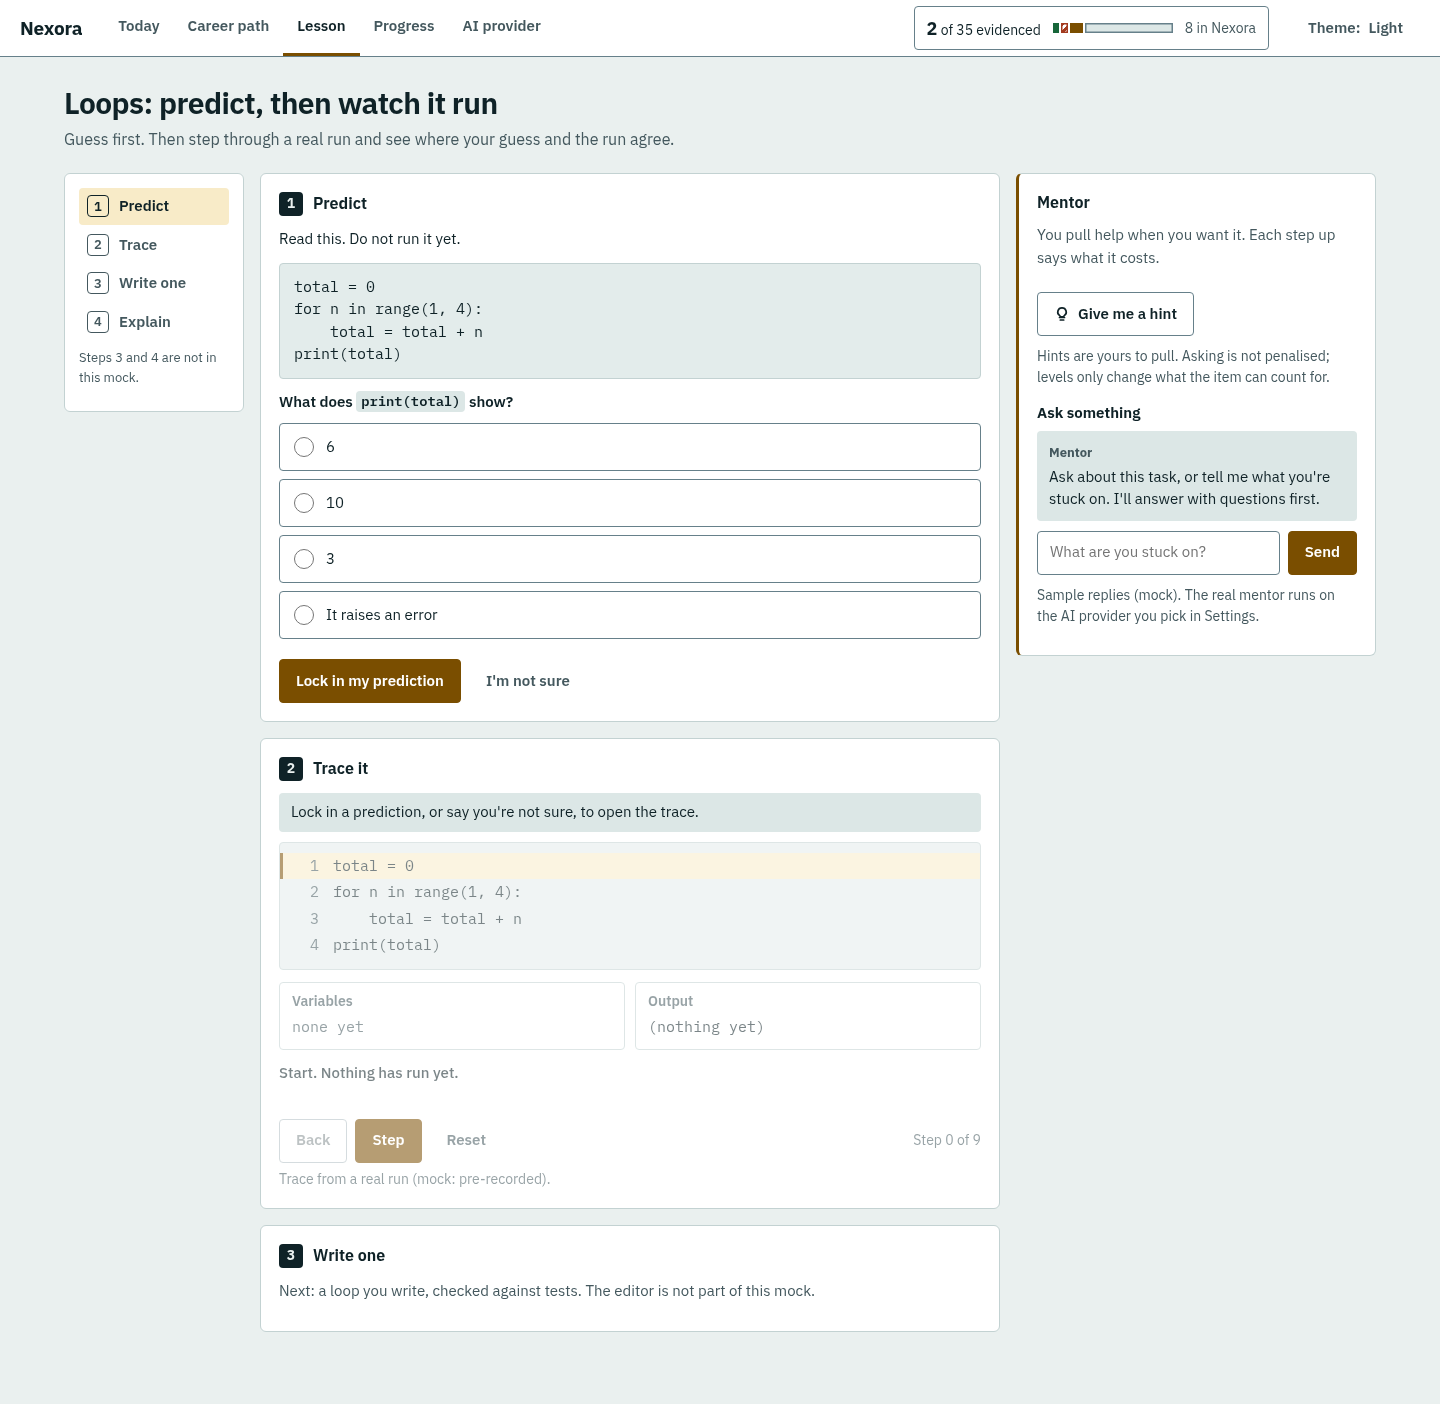 Nexora
Today
Career path
Lesson
Progress
AI provider
2 of 35 evidenced
8 in Nexora
Theme: Light
Loops: predict, then watch it run
Guess first. Then step through a real run and see where your guess and the run agree.
1 Predict
2 Trace
3 Write one
4 Explain
Steps 3 and 4 are not in
this mock.
1 Predict
Read this. Do not run it yet.
total = 0
for n in range(1, 4):
    total = total + n
print(total)
What does print(total) show?
6
10
3
It raises an error
Lock in my prediction
I'm not sure
2 Trace it
Lock in a prediction, or say you're not sure, to open the trace.
1 total = 0
2 for n in range(1, 4):
3     total = total + n
4 print(total)
Variables
none yet
Output
(nothing yet)
Start. Nothing has run yet.
Back
Step
Reset
Step 0 of 9
Trace from a real run (mock: pre-recorded).
3 Write one
Next: a loop you write, checked against tests. The editor is not part of this mock.
Mentor
You pull help when you want it. Each step up
says what it costs.
Give me a hint
Hints are yours to pull. Asking is not penalised;
levels only change what the item can count for.
Ask something
Mentor
Ask about this task, or tell me what you're
stuck on. I'll answer with questions first.
What are you stuck on?
Send
Sample replies (mock). The real mentor runs on
the AI provider you pick in Settings.